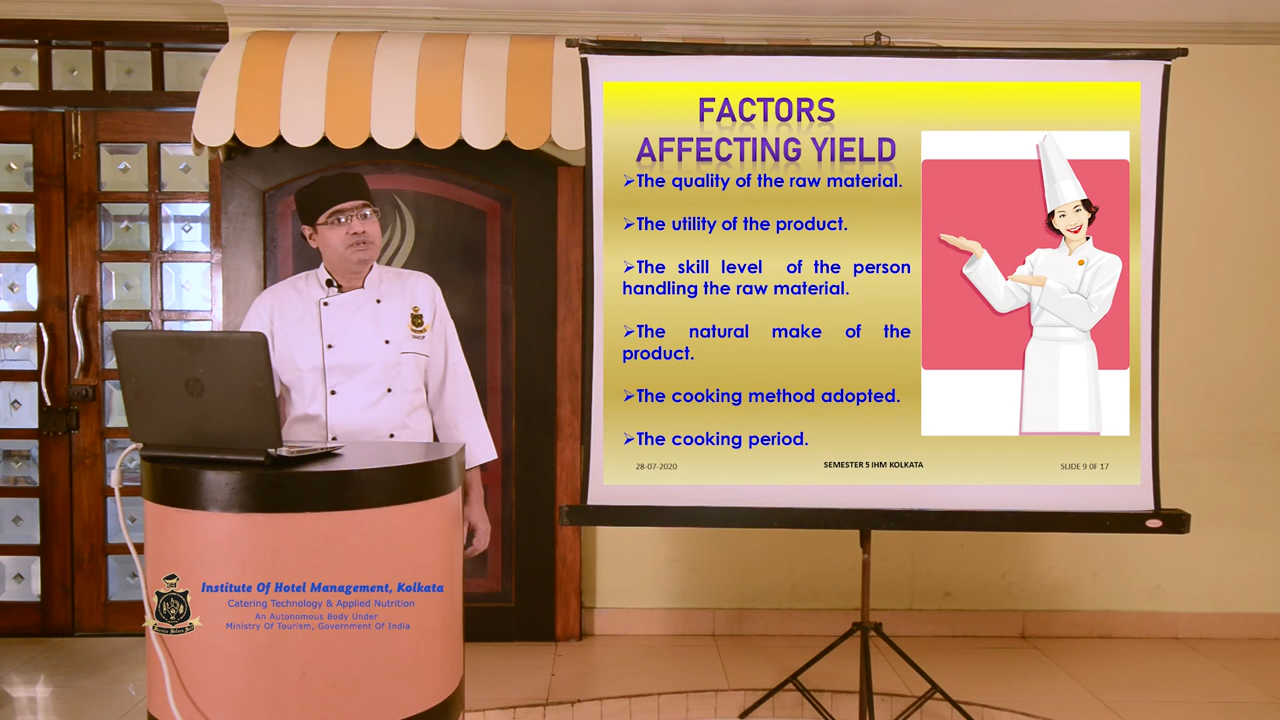 FACTORS
AFFECTING YIELD
➢The quality of the raw material.
➢The utility of the product.
➢The skill level of the person
handling the raw material.
➢The natural make of the
product.
➢The cooking method adopted.
➢The cooking period.
28-07-2020
SEMESTER 5 IHM KOLKATA
SLIDE 9 0F 17
Institute Of Hotel Management, Kolkata
Catering Technology & Applied Nutrition
An Autonomous Body Under
Ministry Of Tourism, Government Of India